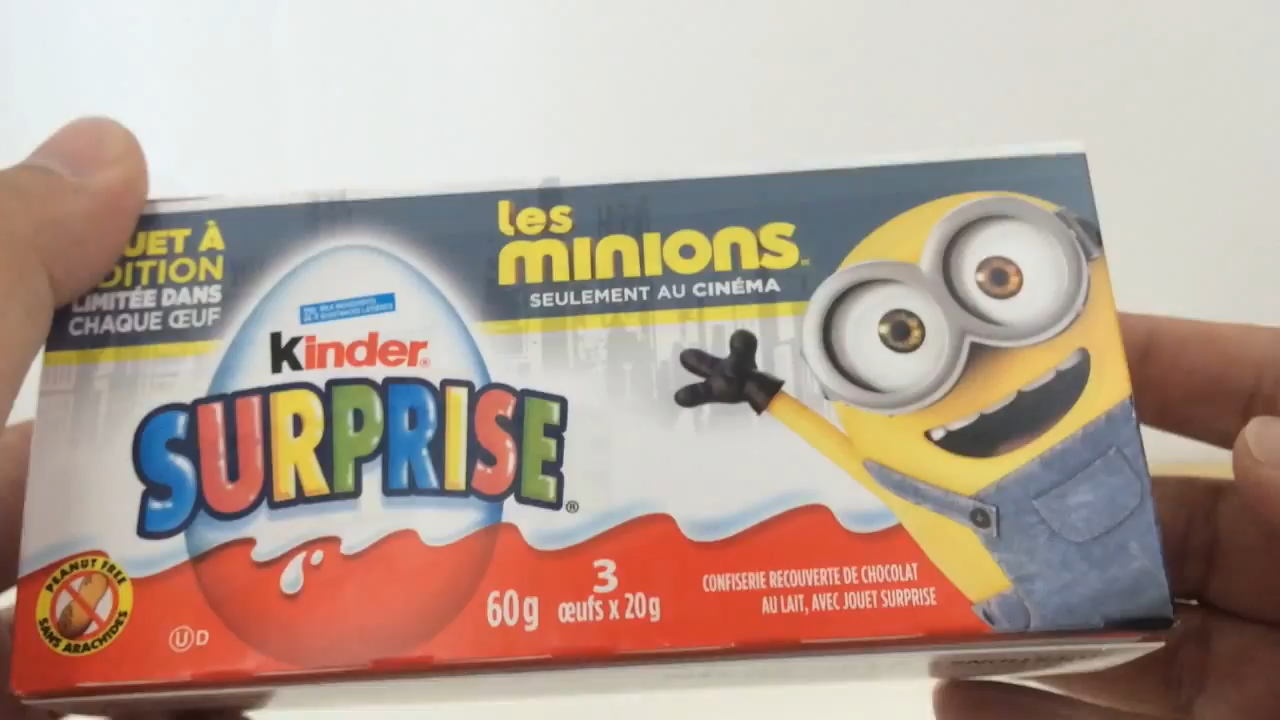 UET À
DITION
LIMITÉE DANS
CHAQUE ŒUF
les
minions
SEULEMENT AU CINÉMA
Kinder
SURPRISE®
PEANUT FREE
SANS ARACHIDES
U D
60g
3
œufs x 20g
CONFISERIE RECOUVERTE DE CHOCOLAT
AU LAIT, AVEC JOUET SURPRISE